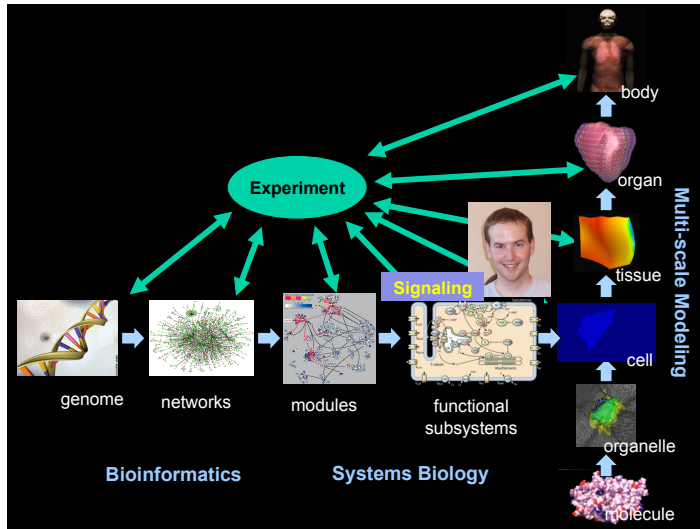 body
Experiment
organ
Signaling
tissue
Multi-scale Modeling
genome
networks
modules
functional
subsystems
cell
organelle
Bioinformatics
Systems Biology
molecule